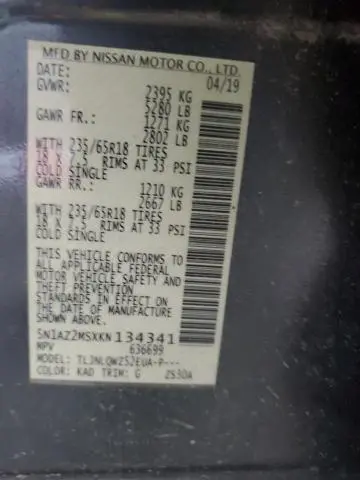 MFD BY NISSAN MOTOR CO., LTD.
DATE: 04/19
GVWR: 2395 KG
5280 LB
GAWR FR.: 1271 KG
2802 LB
WITH 235/65R18 TIRES
18 X 7.5 RIMS AT 33 PSI
COLD SINGLE
GAWR RR.: 1210 KG
2667 LB
WITH 235/65R18 TIRES
18 X 7.5 RIMS AT 33 PSI
COLD SINGLE
THIS VEHICLE CONFORMS TO
ALL APPLICABLE FEDERAL
MOTOR VEHICLE SAFETY AND
THEFT PREVENTION
STANDARDS IN EFFECT ON
THE DATE OF MANUFACTURE
SHOWN ABOVE.
5N1AZ2MSXKN134341
MPV 636699
MODEL: TLJNLQWZ52EUA-P---
COLOR: KAD TRIM: G ZS3DA